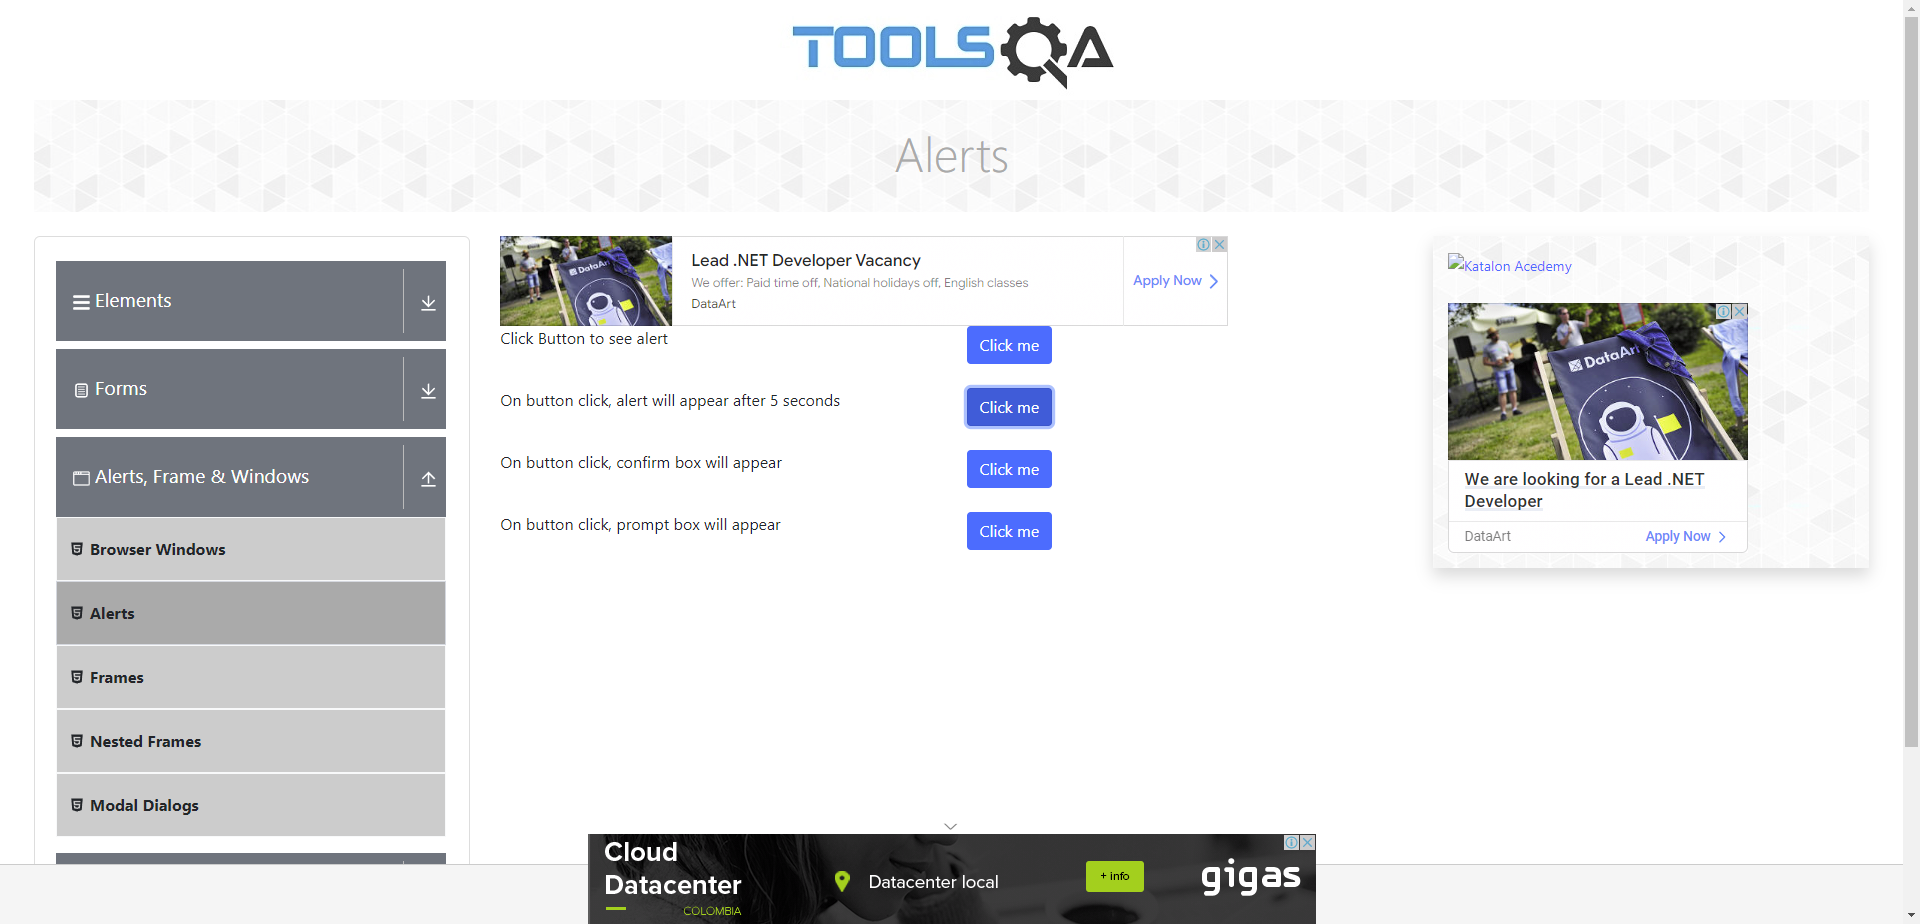 TOOLSQA
Alerts
Elements
Forms
Alerts, Frame & Windows
Browser Windows
Alerts
Frames
Nested Frames
Modal Dialogs
DataArt
Lead .NET Developer Vacancy
We offer: Paid time off, National holidays off, English classes
DataArt
Apply Now
Click Button to see alert
Click me
On button click, alert will appear after 5 seconds
Click me
On button click, confirm box will appear
Click me
On button click, prompt box will appear
Click me
Katalon Acedemy
DataArt
We are looking for a Lead .NET
Developer
DataArt
Apply Now
Cloud
Datacenter
COLOMBIA
Datacenter local
+ info
gigas